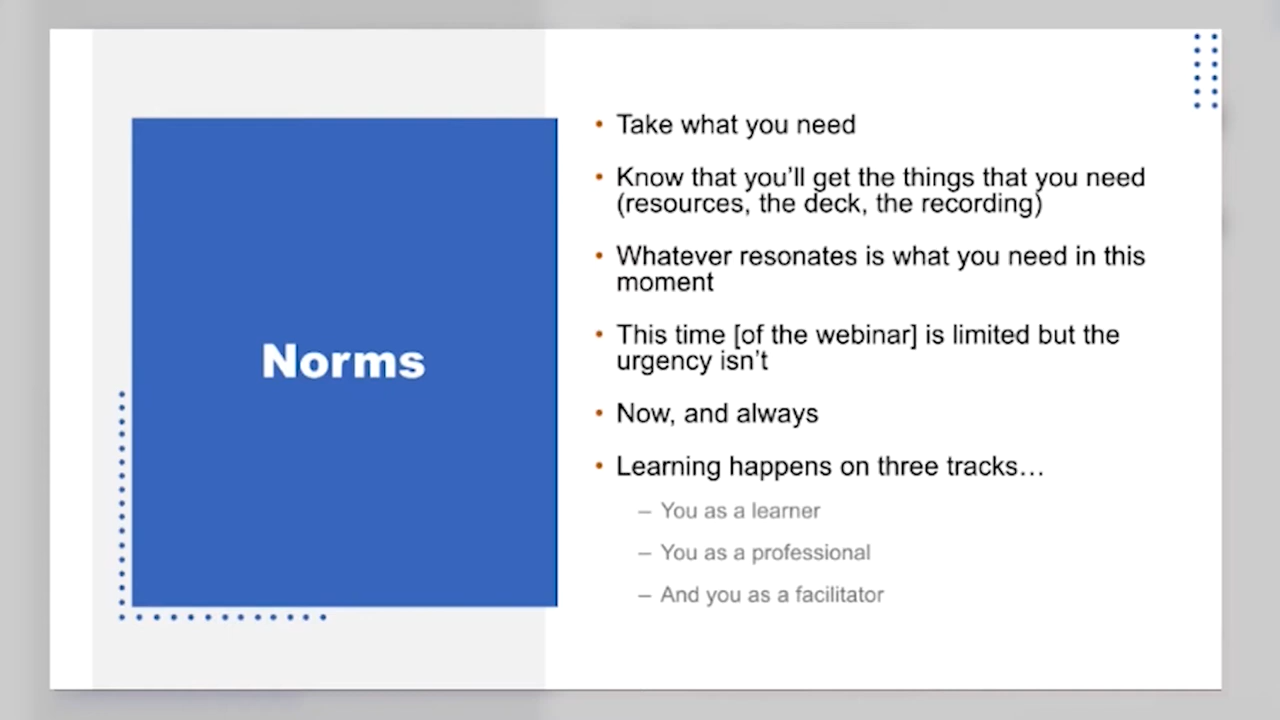 Norms
• Take what you need
• Know that you’ll get the things that you need
(resources, the deck, the recording)
• Whatever resonates is what you need in this
moment
• This time [of the webinar] is limited but the
urgency isn’t
• Now, and always
• Learning happens on three tracks…
– You as a learner
– You as a professional
– And you as a facilitator